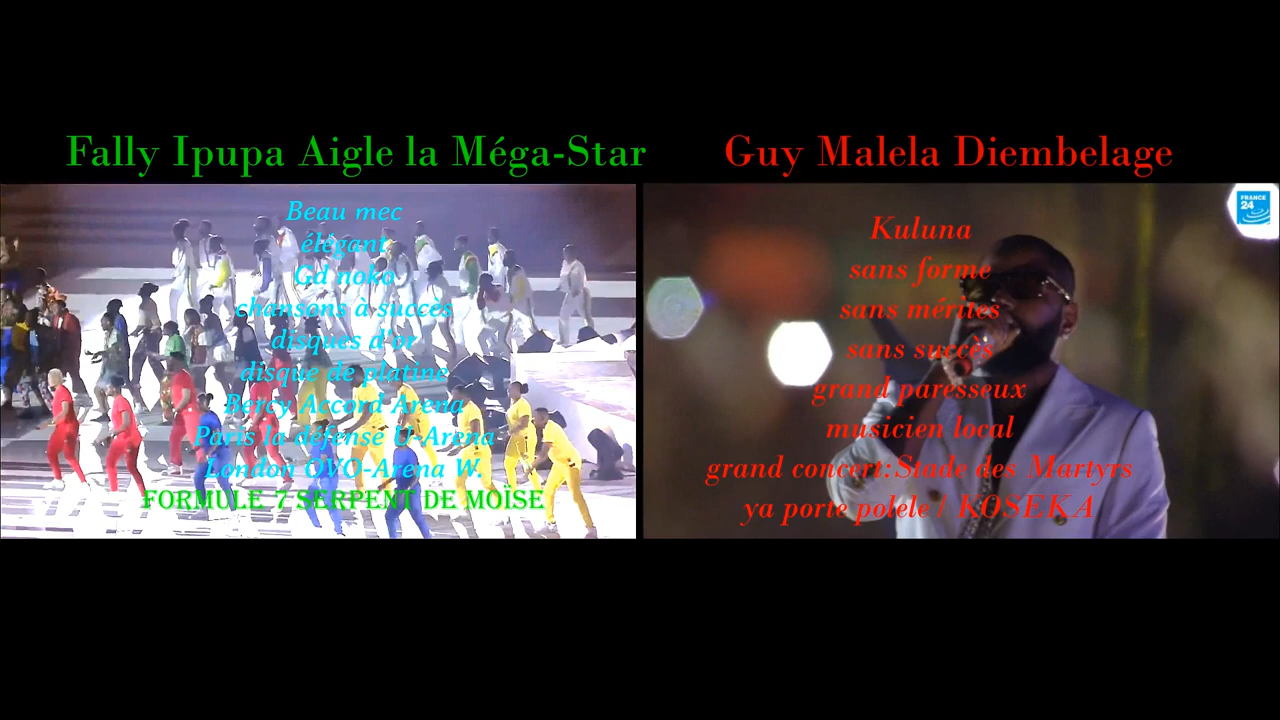 Fally Ipupa Aigle la Méga-Star
Beau mec
élégant
Gd noko
chansons à succès
disques d'or
disque de platine
Bercy Accord Arena
Paris la défense U-Arena
London OVO-Arena W.
FORMULE 7 SERPENT DE MOÏSE
Guy Malela Diembelage
FRANCE
24
Kuluna
sans forme
sans mérites
sans succès
grand paresseux
musicien local
grand concert:Stade des Martyrs
ya porte polele / KOSEKA